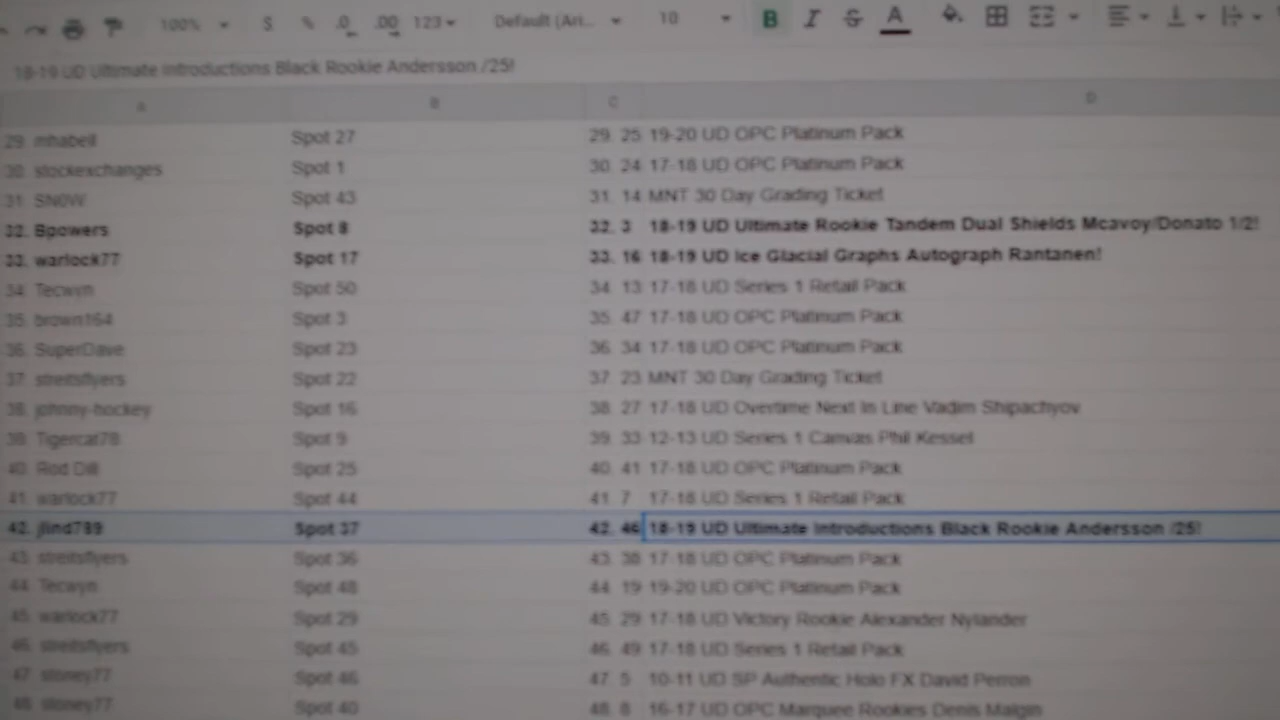 100% $ % .0 .00 123 Default (Ari... 10 B I S A
18-19 UD Ultimate Introductions Black Rookie Andersson /25!
A B C D
29. mhabell Spot 27 29. 25 19-20 UD OPC Platinum Pack
30. stockexchanges Spot 1 30. 24 17-18 UD OPC Platinum Pack
31. SN0W Spot 43 31. 14 MNT 30 Day Grading Ticket
32. Bpowers Spot 8 32. 3 18-19 UD Ultimate Rookie Tandem Dual Shields Mcavoy/Donato 1/2!
33. warlock77 Spot 17 33. 16 18-19 UD Ice Glacial Graphs Autograph Rantanen!
34. Tecwyn Spot 50 34. 13 17-18 UD Series 1 Retail Pack
35. brown164 Spot 3 35. 47 17-18 UD OPC Platinum Pack
36. SuperDave Spot 23 36. 34 17-18 UD OPC Platinum Pack
37. streitsflyers Spot 22 37. 23 MNT 30 Day Grading Ticket
38. johnny-hockey Spot 16 38. 27 17-18 UD Overtime Next In Line Vadim Shipachyov
39. Tigercat78 Spot 9 39. 33 12-13 UD Series 1 Canvas Phil Kessel
40. Rod Dill Spot 25 40. 41 17-18 UD OPC Platinum Pack
41. warlock77 Spot 44 41. 7 17-18 UD Series 1 Retail Pack
42. jlind789 Spot 37 42. 46 18-19 UD Ultimate Introductions Black Rookie Andersson /25!
43. streitsflyers Spot 36 43. 38 17-18 UD OPC Platinum Pack
44. Tecwyn Spot 48 44. 19 19-20 UD OPC Platinum Pack
45. warlock77 Spot 29 45. 29 17-18 UD Victory Rookie Alexander Nylander
46. streitsflyers Spot 45 46. 49 17-18 UD Series 1 Retail Pack
47. stoney77 Spot 46 47. 5 10-11 UD SP Authentic Holo FX David Perron
48. stoney77 Spot 40 48. 8 16-17 UD OPC Marquee Rookies Denis Malgin